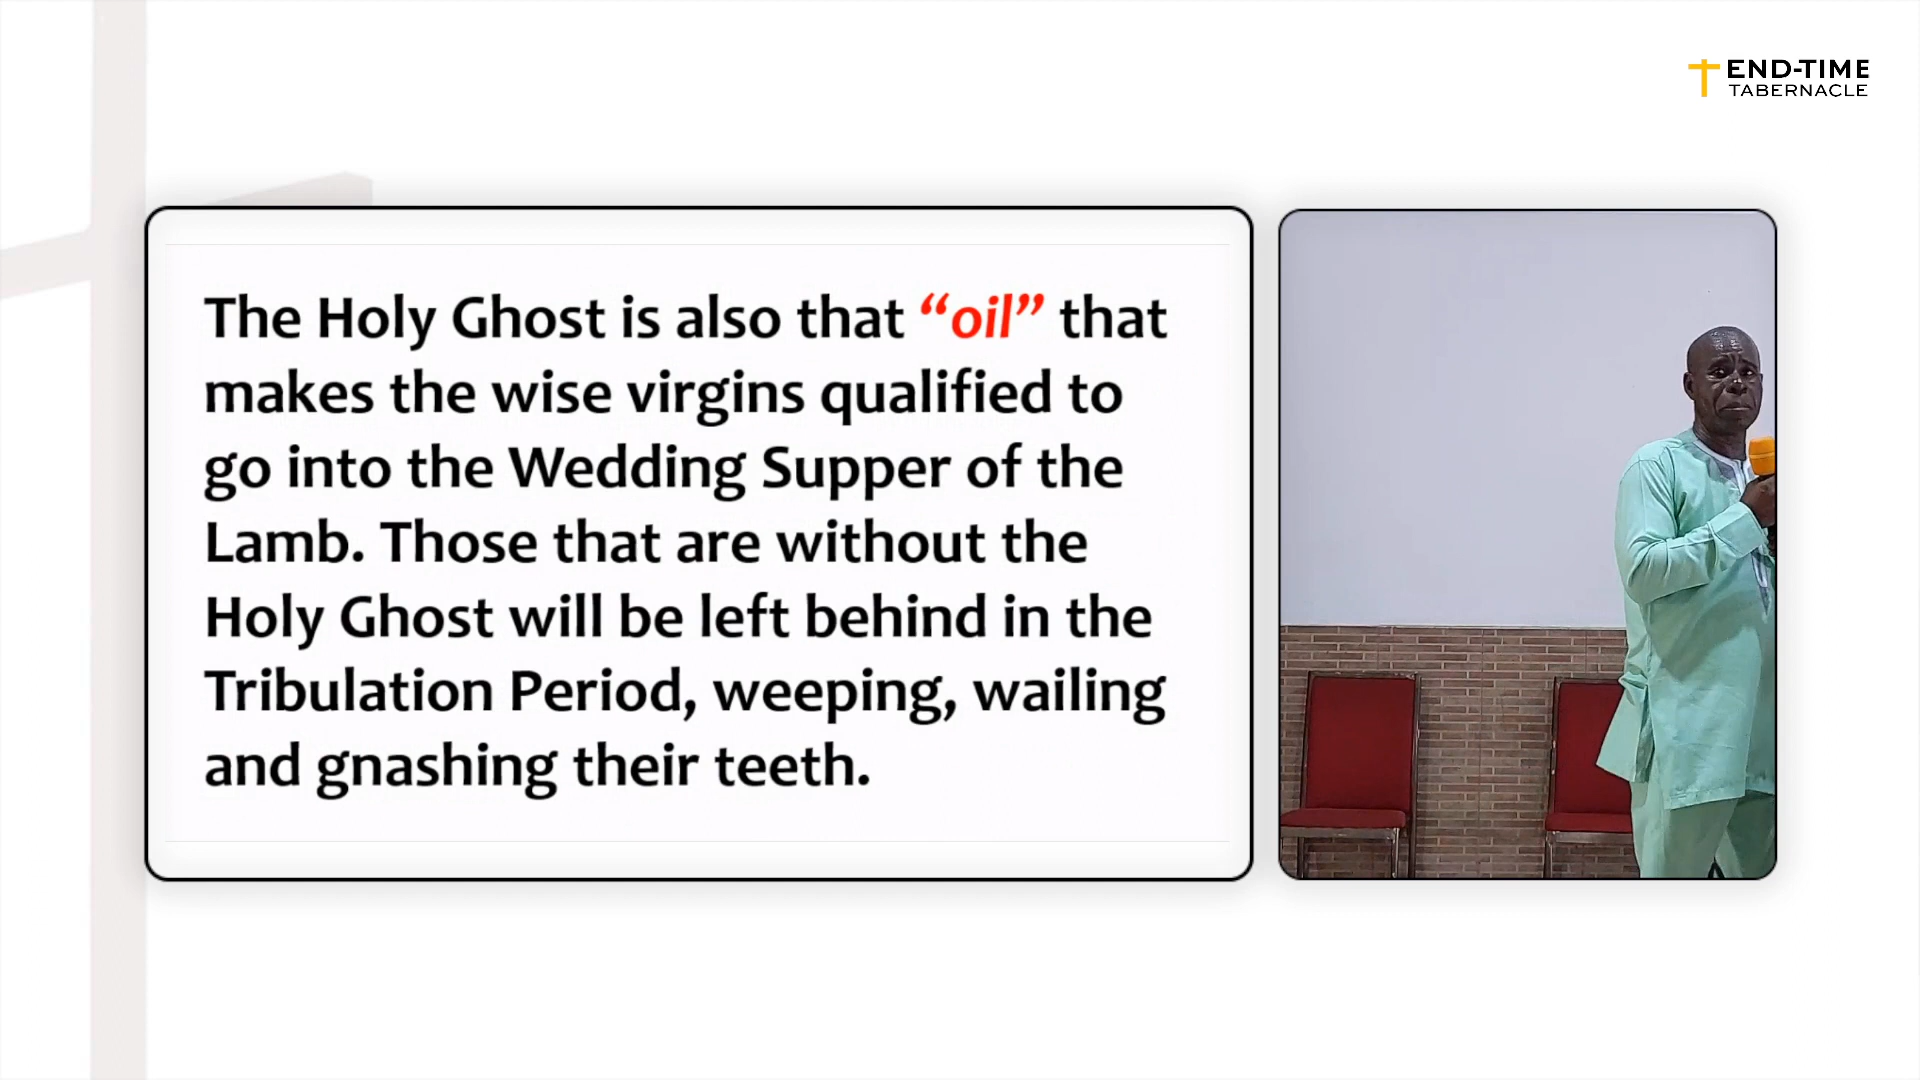 END-TIME
TABERNACLE
The Holy Ghost is also that “oil” that
makes the wise virgins qualified to
go into the Wedding Supper of the
Lamb. Those that are without the
Holy Ghost will be left behind in the
Tribulation Period, weeping, wailing
and gnashing their teeth.